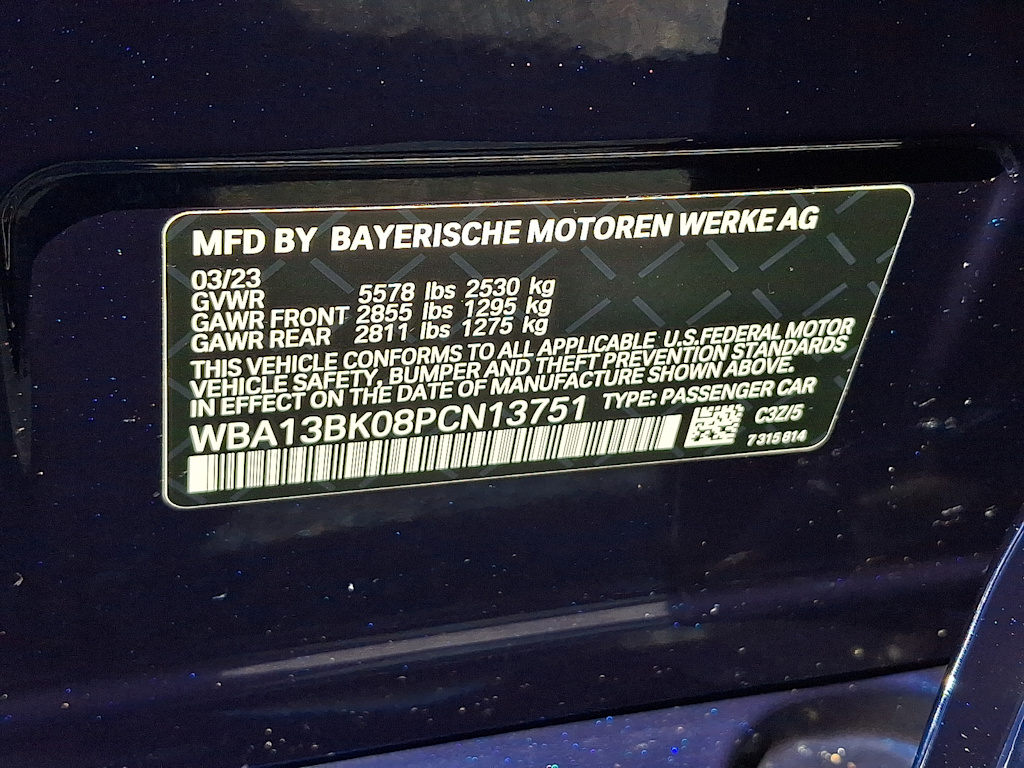 MFD BY BAYERISCHE MOTOREN WERKE AG
03/23
GVWR 5578 lbs 2530 kg
GAWR FRONT 2855 lbs 1295 kg
GAWR REAR 2811 lbs 1275 kg
THIS VEHICLE CONFORMS TO ALL APPLICABLE U.S.FEDERAL MOTOR
VEHICLE SAFETY, BUMPER AND THEFT PREVENTION STANDARDS
IN EFFECT ON THE DATE OF MANUFACTURE SHOWN ABOVE.
WBA13BK08PCN13751 TYPE: PASSENGER CAR
C3Z/5
7315814